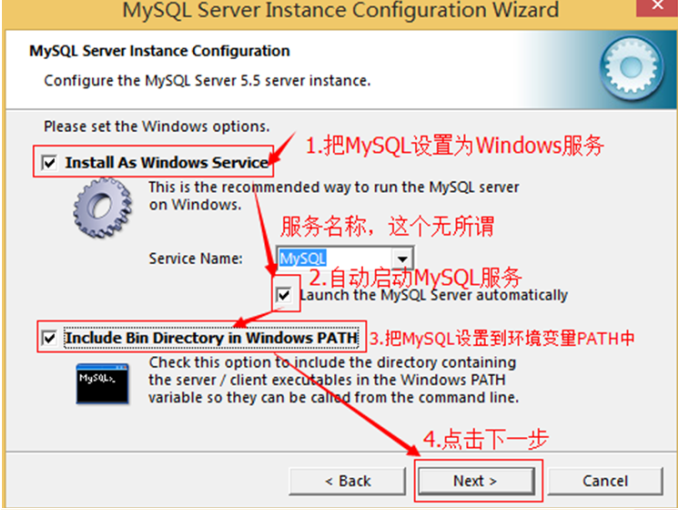 MySQL Server Instance Configuration Wizard
MySQL Server Instance Configuration
Configure the MySQL Server 5.5 server instance.
Please set the Windows options.
1.把MySQL设置为Windows服务
Install As Windows Service
This is the recommended way to run the MySQL server
on Windows.
服务名称，这个无所谓
Service Name:
MySQL
2.自动启动MySQL服务
Launch the MySQL Server automatically
Include Bin Directory in Windows PATH
3.把MySQL设置到环境变量PATH中
Check this option to include the directory containing
the server / client executables in the Windows PATH
variable so they can be called from the command line.
MySQL>_
4.点击下一步
< Back
Next >
Cancel